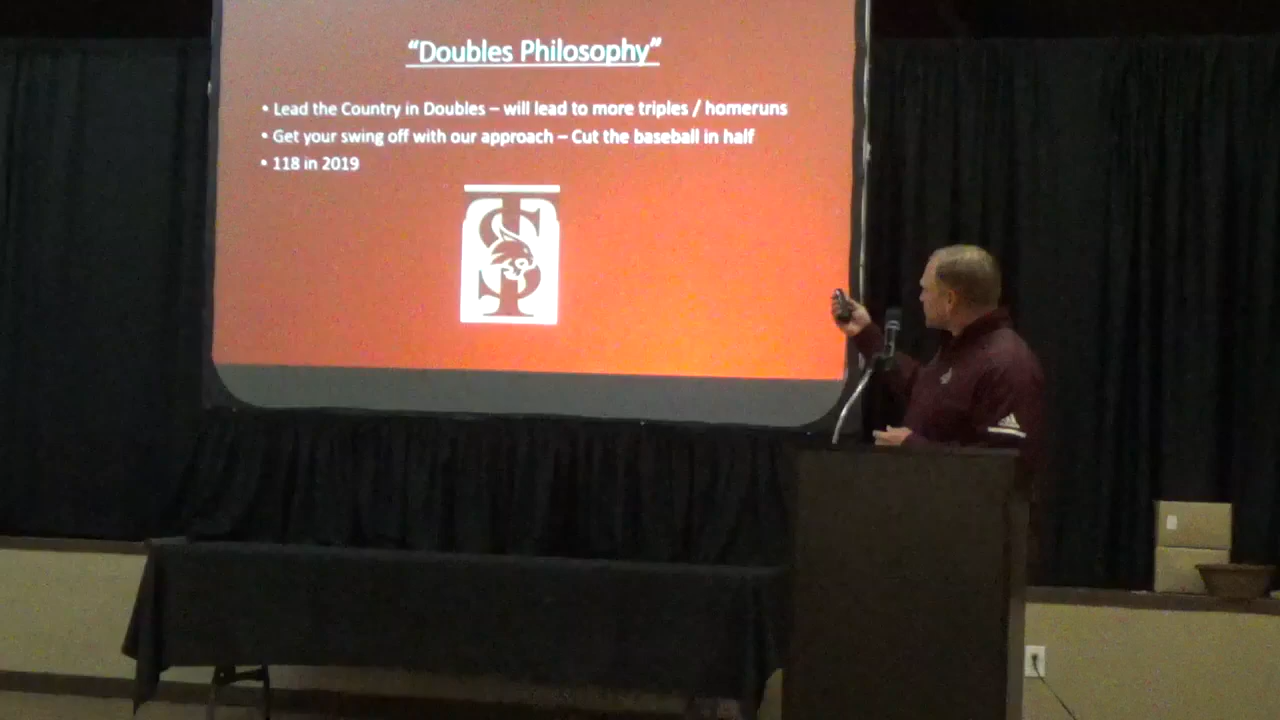 “Doubles Philosophy”
• Lead the Country in Doubles – will lead to more triples / homeruns
• Get your swing off with our approach – Cut the baseball in half
• 118 in 2019